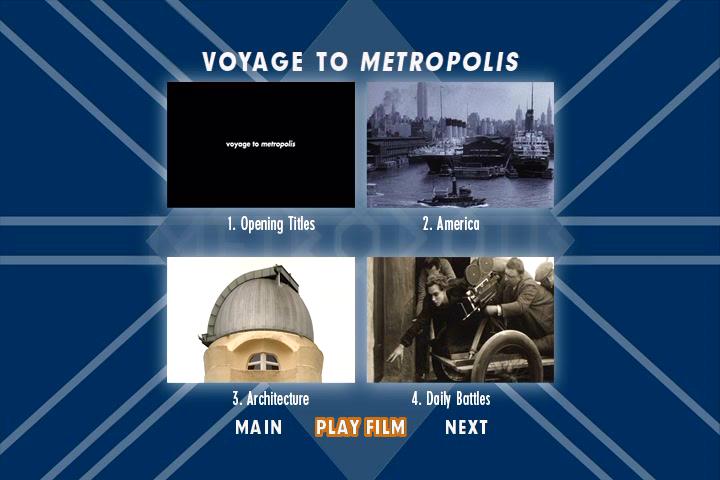 VOYAGE TO METROPOLIS
voyage to metropolis
1. Opening Titles
2. America
3. Architecture
4. Daily Battles
MAIN
PLAY FILM
NEXT